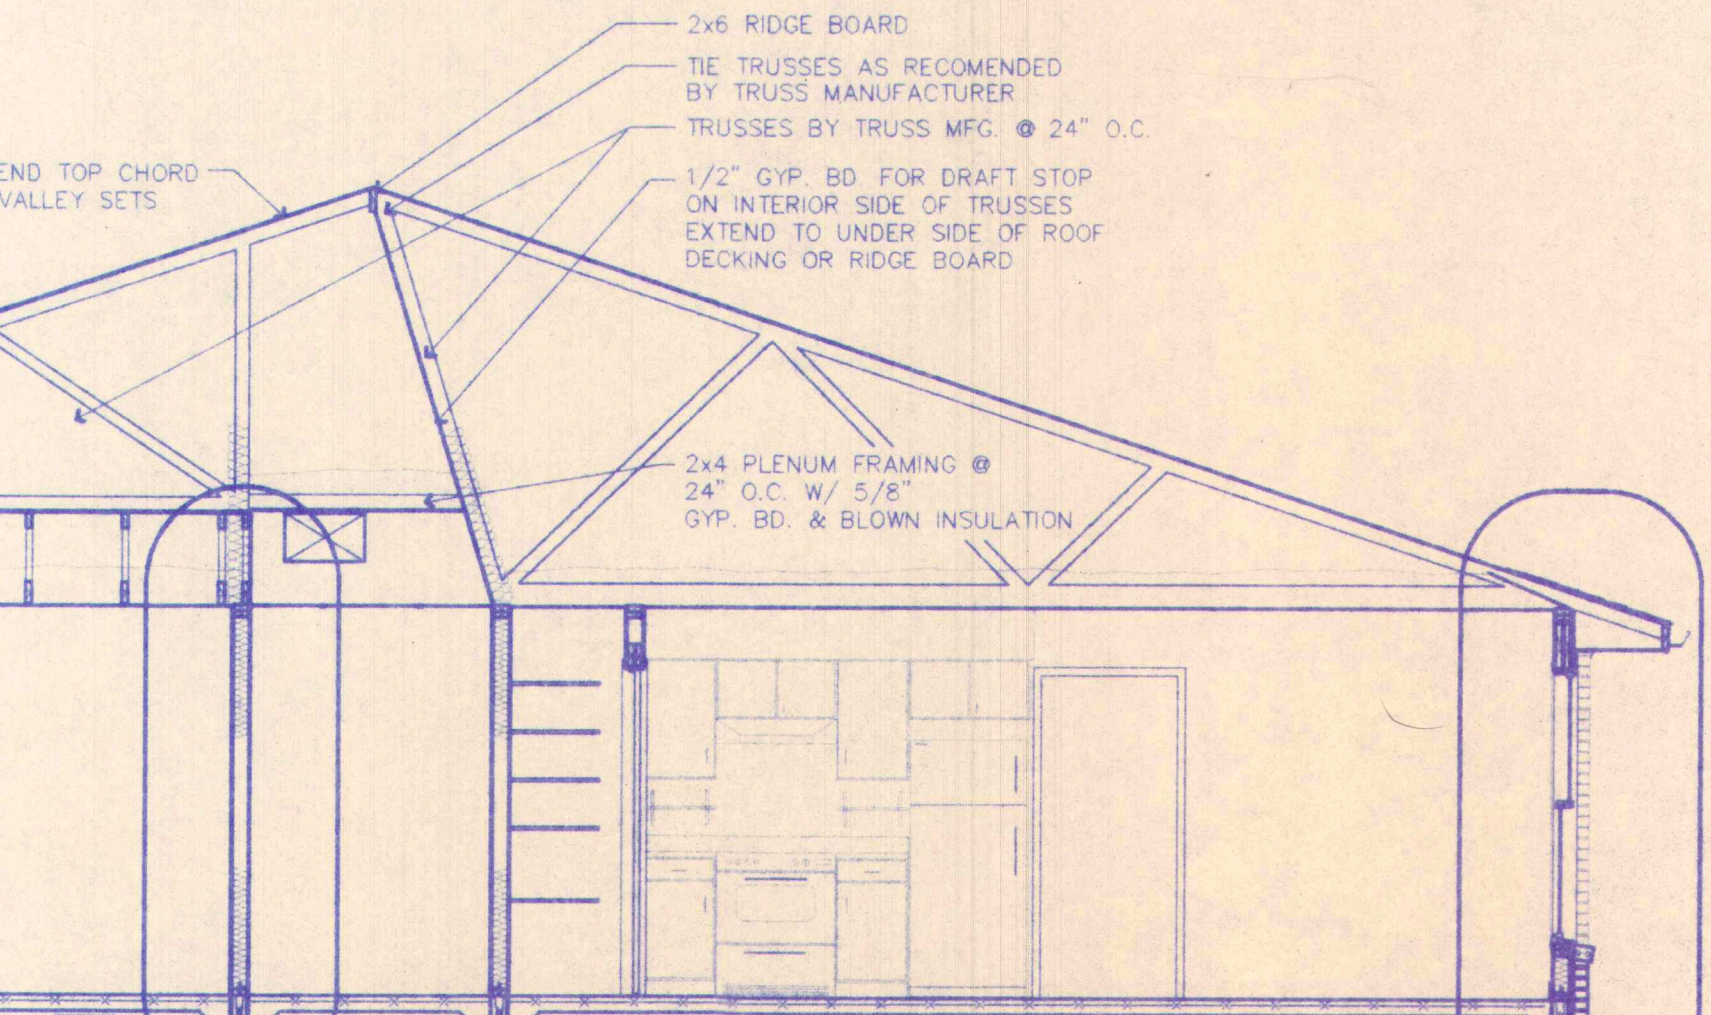 2x6 RIDGE BOARD
TIE TRUSSES AS RECOMENDED
BY TRUSS MANUFACTURER
TRUSSES BY TRUSS MFG. @ 24" O.C.
END TOP CHORD
VALLEY SETS
1/2" GYP. BD. FOR DRAFT STOP
ON INTERIOR SIDE OF TRUSSES
EXTEND TO UNDER SIDE OF ROOF
DECKING OR RIDGE BOARD
2x4 PLENUM FRAMING @
24" O.C. W/ 5/8"
GYP. BD. & BLOWN INSULATION